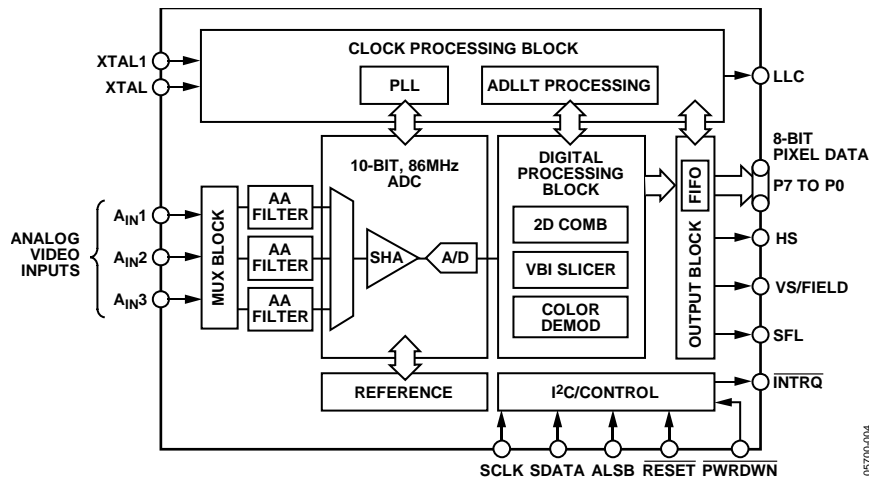 CLOCK PROCESSING BLOCK
XTAL1
XTAL
PLL
ADLLT PROCESSING
LLC
8-BIT
PIXEL DATA
P7 TO P0
10-BIT, 86MHz
ADC
DIGITAL
PROCESSING
BLOCK
FIFO
OUTPUT BLOCK
ANALOG
VIDEO
INPUTS
AIN1
AIN2
AIN3
MUX BLOCK
AA
FILTER
AA
FILTER
AA
FILTER
SHA
A/D
2D COMB
VBI SLICER
COLOR
DEMOD
HS
VS/FIELD
SFL
REFERENCE
I2C/CONTROL
INTRQ
SCLK SDATA ALSB RESET PWRDWN
05700-004